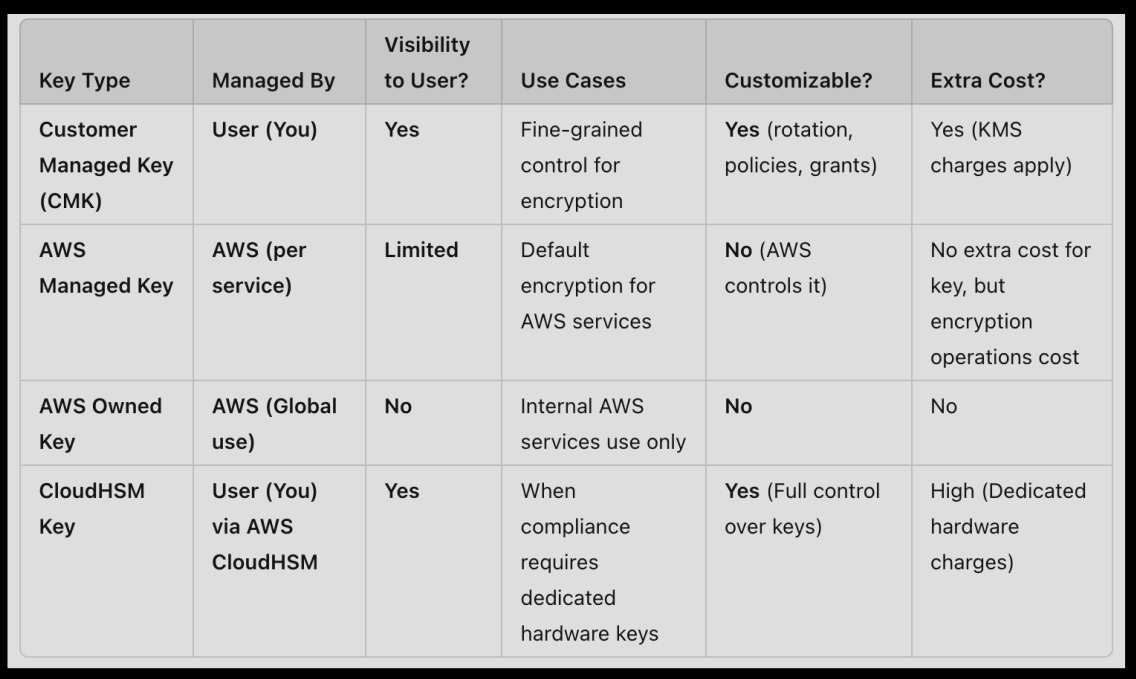 Key Type
Managed By
Visibility
to User?
Use Cases
Customizable?
Extra Cost?
Customer
Managed Key
(CMK)
User (You)
Yes
Fine-grained
control for
encryption
Yes (rotation,
policies, grants)
Yes (KMS
charges apply)
AWS
Managed Key
AWS (per
service)
Limited
Default
encryption for
AWS services
No (AWS
controls it)
No extra cost for
key, but
encryption
operations cost
AWS Owned
Key
AWS (Global
use)
No
Internal AWS
services use only
No
No
CloudHSM
Key
User (You)
via AWS
CloudHSM
Yes
When
compliance
requires
dedicated
hardware keys
Yes (Full control
over keys)
High (Dedicated
hardware
charges)